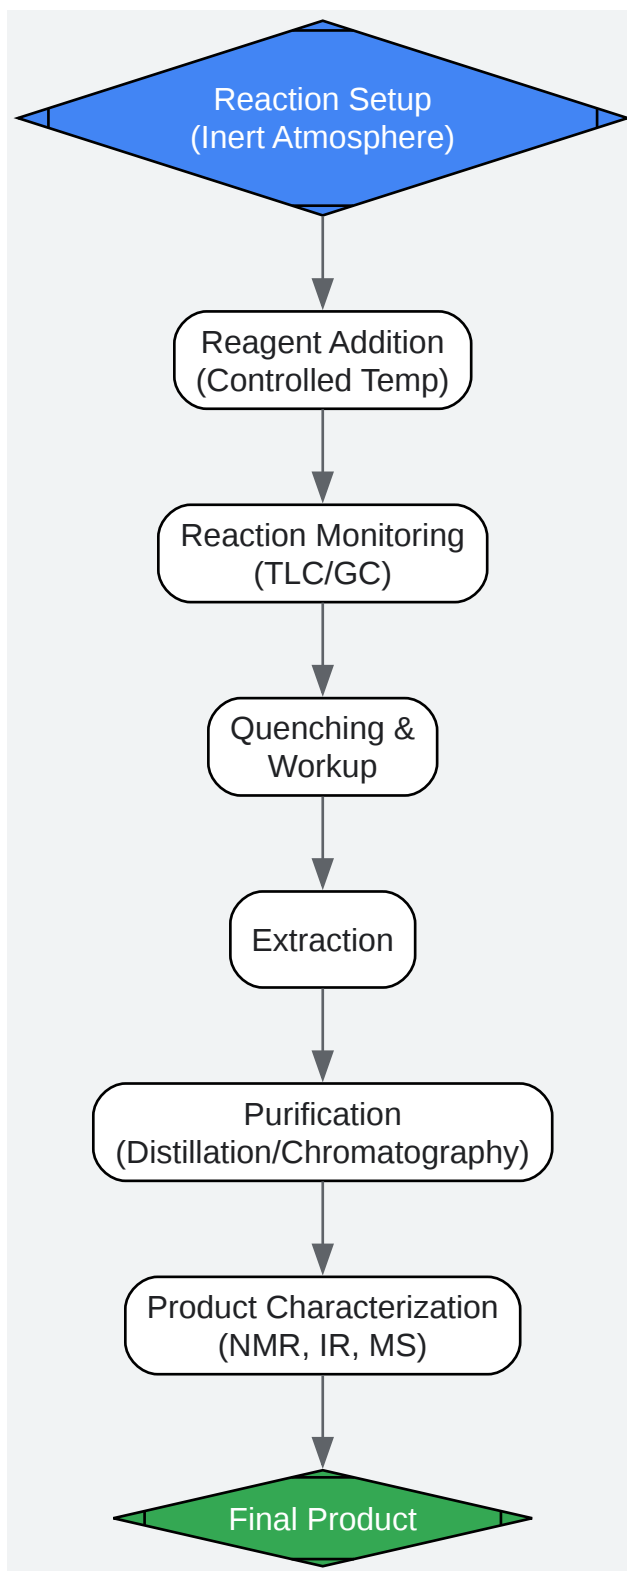 Reaction Setup
(Inert Atmosphere)
Reagent Addition
(Controlled Temp)
Reaction Monitoring
(TLC/GC)
Quenching &
Workup
Extraction
Purification
(Distillation/Chromatography)
Product Characterization
(NMR, IR, MS)
Final Product